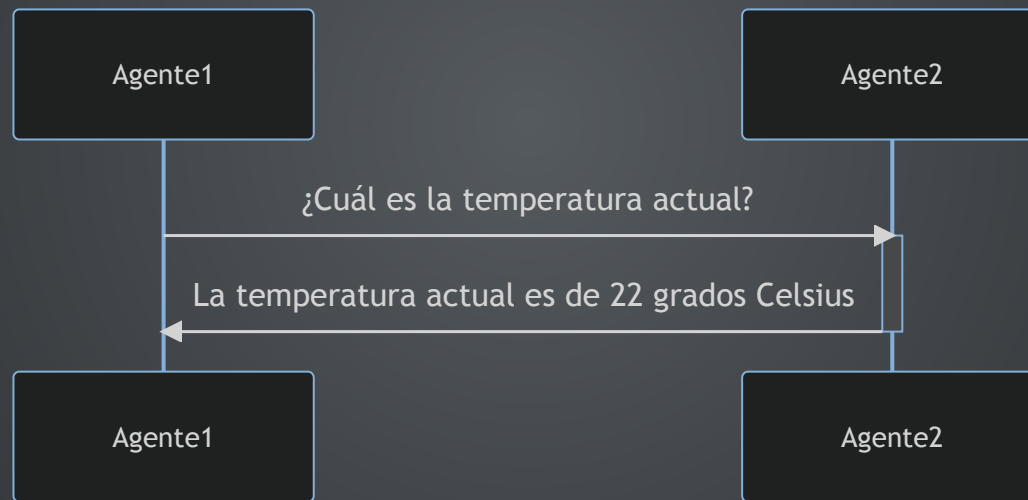 Agente1
Agente2
¿Cuál es la temperatura actual?
La temperatura actual es de 22 grados Celsius
Agente1
Agente2